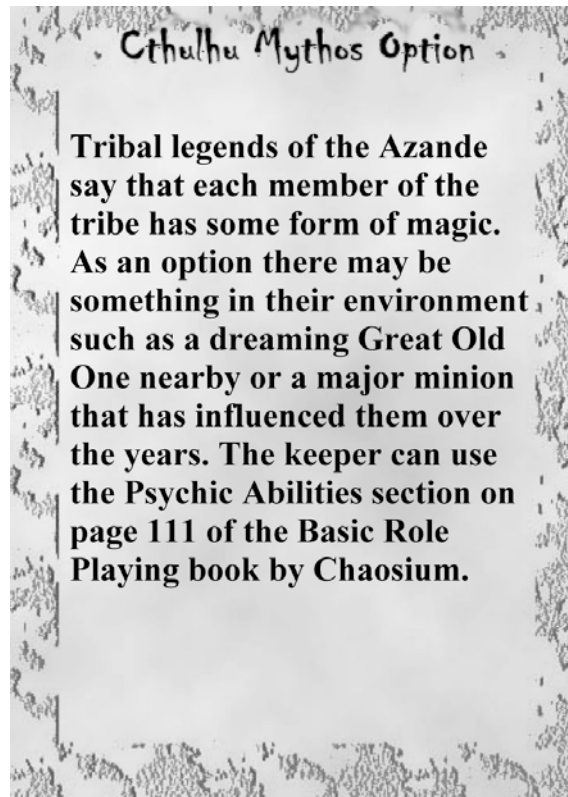 Cthulhu Mythos Option
Tribal legends of the Azande
say that each member of the
tribe has some form of magic.
As an option there may be
something in their environment
such as a dreaming Great Old
One nearby or a major minion
that has influenced them over
the years. The keeper can use
the Psychic Abilities section on
page 111 of the Basic Role
Playing book by Chaosium.